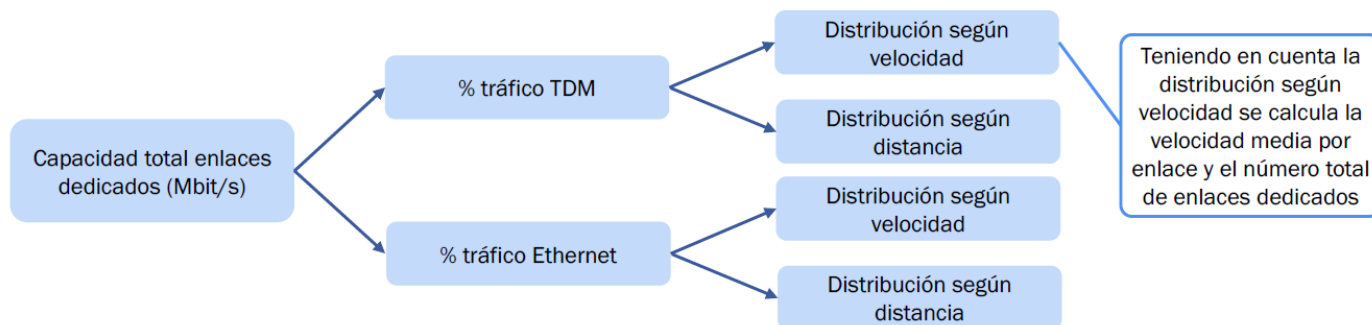 Capacidad total enlaces
dedicados (Mbit/s)
% tráfico TDM
% tráfico Ethernet
Distribución según
velocidad
Distribución según
distancia
Distribución según
velocidad
Distribución según
distancia
Teniendo en cuenta la
distribución según
velocidad se calcula la
velocidad media por
enlace y el número total
de enlaces dedicados